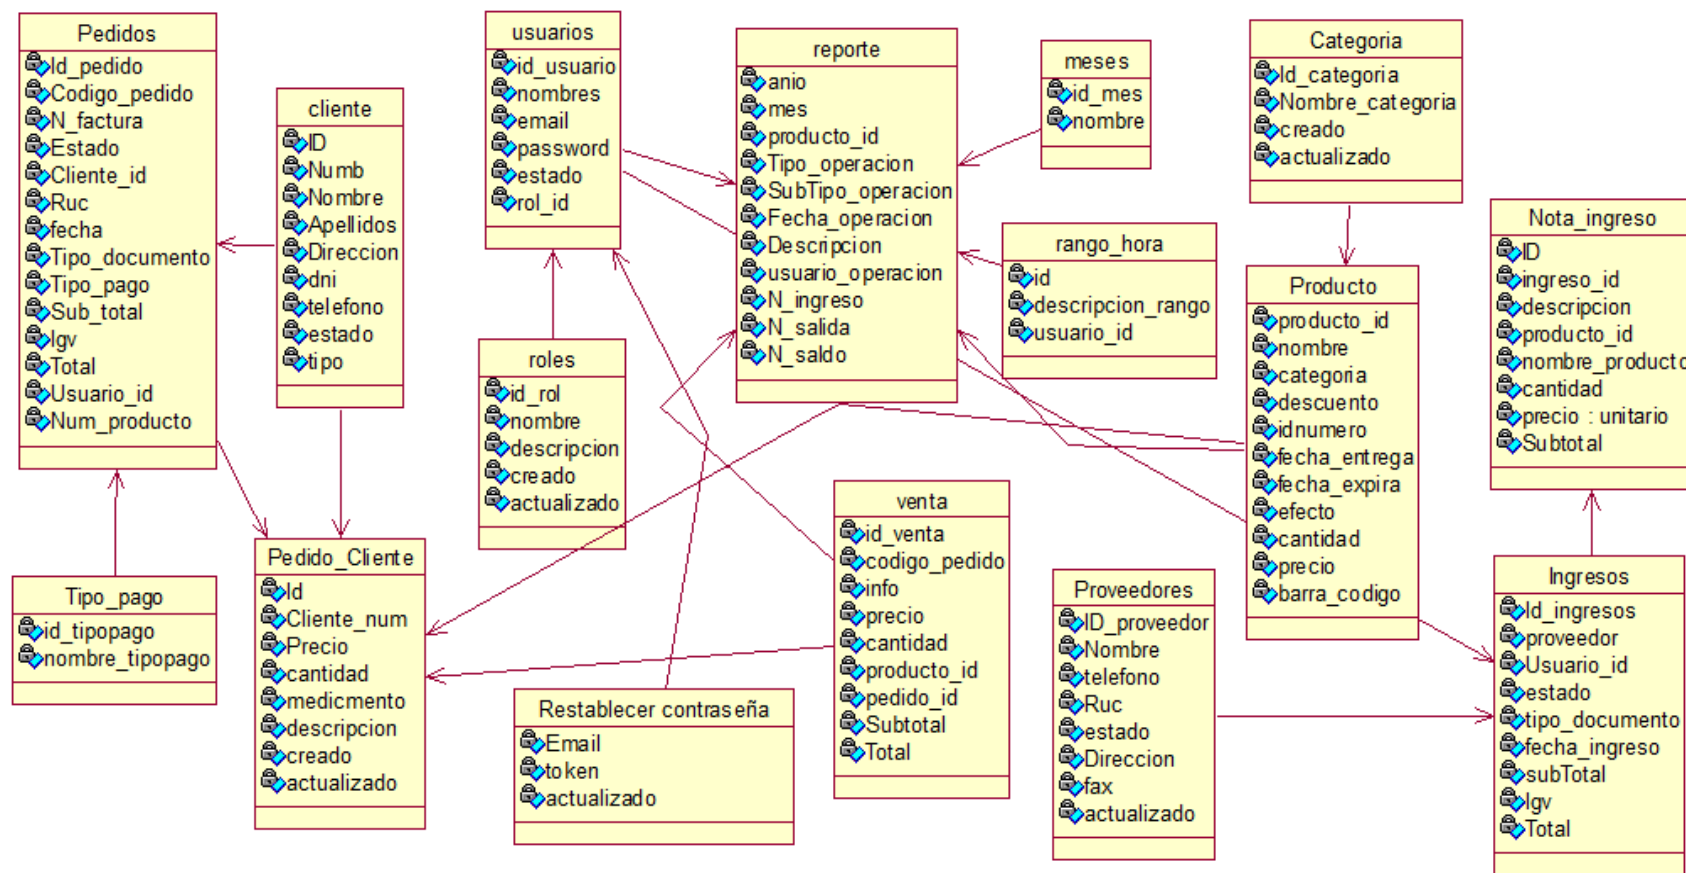 Pedidos
Id_pedido
Codigo_pedido
N_factura
Estado
Cliente_id
Ruc
fecha
Tipo_documento
Tipo_pago
Sub_total
Igv
Total
Usuario_id
Num_producto
cliente
ID
Numb
Nombre
Apellidos
Direccion
dni
telefono
estado
tipo
usuarios
id_usuario
nombres
email
password
estado
rol_id
reporte
anio
mes
producto_id
Tipo_operacion
SubTipo_operacion
Fecha_operacion
Descripcion
usuario_operacion
N_ingreso
N_salida
N_saldo
meses
id_mes
nombre
Categoria
Id_categoria
Nombre_categoria
creado
actualizado
rango_hora
id
descripcion_rango
usuario_id
Nota_ingreso
ID
ingreso_id
descripcion
producto_id
nombre_producto
cantidad
precio : unitario
Subtotal
Producto
producto_id
nombre
categoria
descuento
idnumero
fecha_entrega
fecha_expira
efecto
cantidad
precio
barra_codigo
roles
id_rol
nombre
descripcion
creado
actualizado
Tipo_pago
id_tipopago
nombre_tipopago
Pedido_Cliente
Id
Cliente_num
Precio
cantidad
medicmento
descripcion
creado
actualizado
Restablecer contraseña
Email
token
actualizado
venta
id_venta
codigo_pedido
info
precio
cantidad
producto_id
pedido_id
Subtotal
Total
Proveedores
ID_proveedor
Nombre
telefono
Ruc
estado
Direccion
fax
actualizado
Ingresos
Id_ingresos
proveedor
Usuario_id
estado
tipo_documento
fecha_ingreso
subTotal
Igv
Total